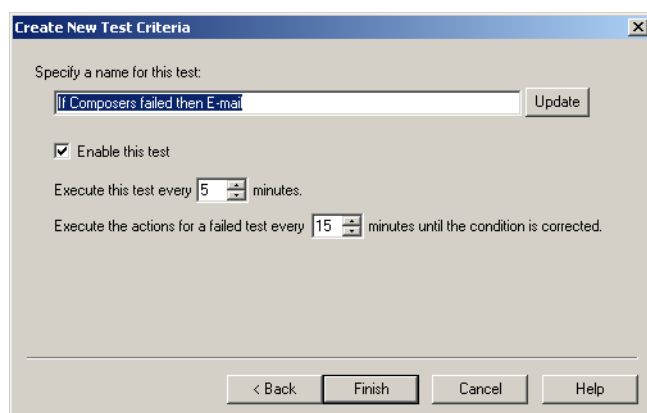 Create New Test Criteria
Specify a name for this test:
If Composers failed then E-mail
Update
Enable this test
Execute this test every 5 minutes.
Execute the actions for a failed test every 15 minutes until the condition is corrected.
< Back Finish Cancel Help